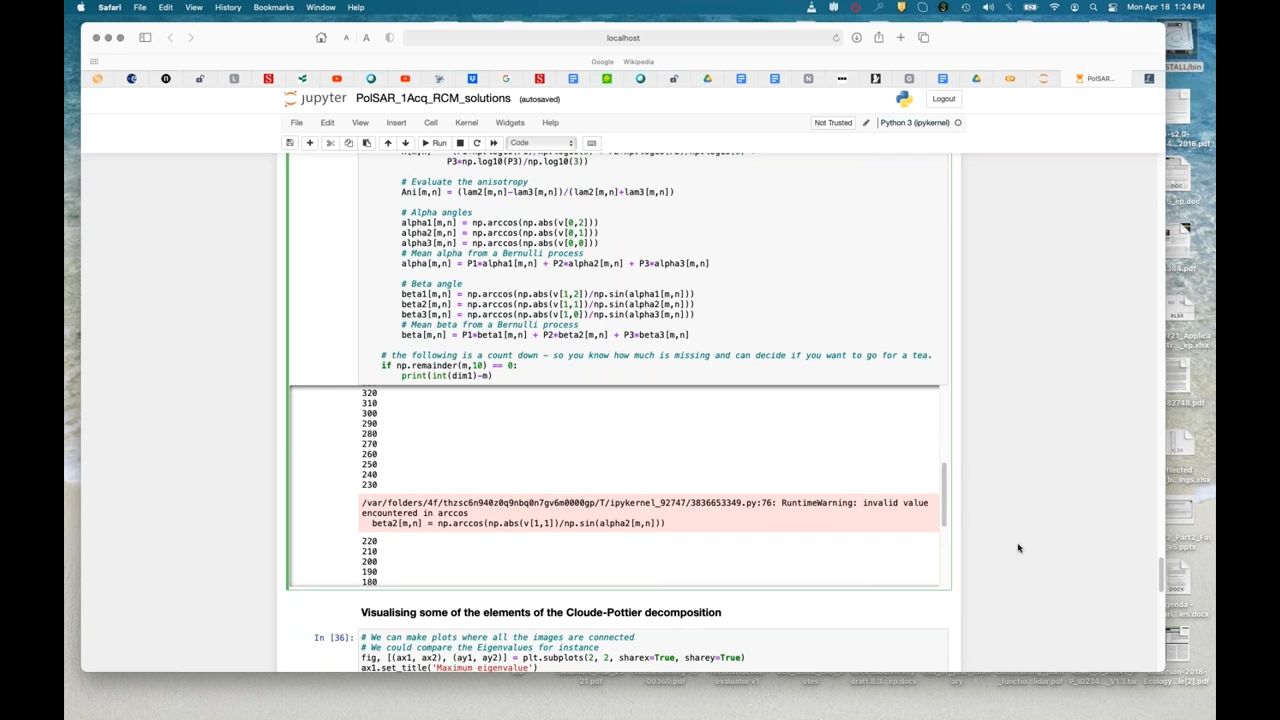 Safari File Edit View History Bookmarks Window Help Mon Apr 18 1:24 PM
A A localhost
Google Wikipedia
PolSAR...
jupyter PolSAR_1Acq_RCM_solutions (autosaved) Logout
File Edit View Insert Cell Kernel Widgets Help Not Trusted Python 3 (ipykernel)
Run Code
P3*np.log10(P3)/np.log10(3))
# Evaluate the anisotropy
Ani[m,n] = (lam2[m,n]-lam3[m,n])/(lam2[m,n]+lam3[m,n])
# Alpha angles
alpha1[m,n] = np.arccos(np.abs(v[0,2]))
alpha2[m,n] = np.arccos(np.abs(v[0,1]))
alpha3[m,n] = np.arccos(np.abs(v[0,0]))
# Mean alpha from a Bernulli process
alpha[m,n] = P1*alpha1[m,n] + P2*alpha2[m,n] + P3*alpha3[m,n]
# Beta angle
beta1[m,n] = np.arccos(np.abs(v[1,2])/np.sin(alpha1[m,n]))
beta2[m,n] = np.arccos(np.abs(v[1,1])/np.sin(alpha2[m,n]))
beta3[m,n] = np.arccos(np.abs(v[1,0])/np.sin(alpha3[m,n]))
# Mean beta from a Bernulli process
beta[m,n] = P1*beta1[m,n] + P2*beta2[m,n] + P3*beta3[m,n]
# the following is a count down – so you know how much is missing and can decide if you want to go for a tea.
if np.remainder(m,10) == 0:
print(int(dim1)-m)
320
310
300
290
280
270
260
250
240
230
/var/folders/4f/thzsc6n940z0q9nbq0n7gv6m0000gp/T/ipykernel_92747/3836653349.py:76: RuntimeWarning: invalid value
encountered in arccos
beta2[m,n] = np.arccos(np.abs(v[1,1])/np.sin(alpha2[m,n]))
220
210
200
190
180
Visualising some of the elements of the Cloude-Pottier decomposition
In [36]: # We can make plots where all the images are connected
# We could compare the Eigenvalues for instance
fig, [(ax1, ax2), (ay1, ay2)] = plt.subplots(2, 2, sharex=True, sharey=True)
ax1.set_title('Maximum eigenvalue')